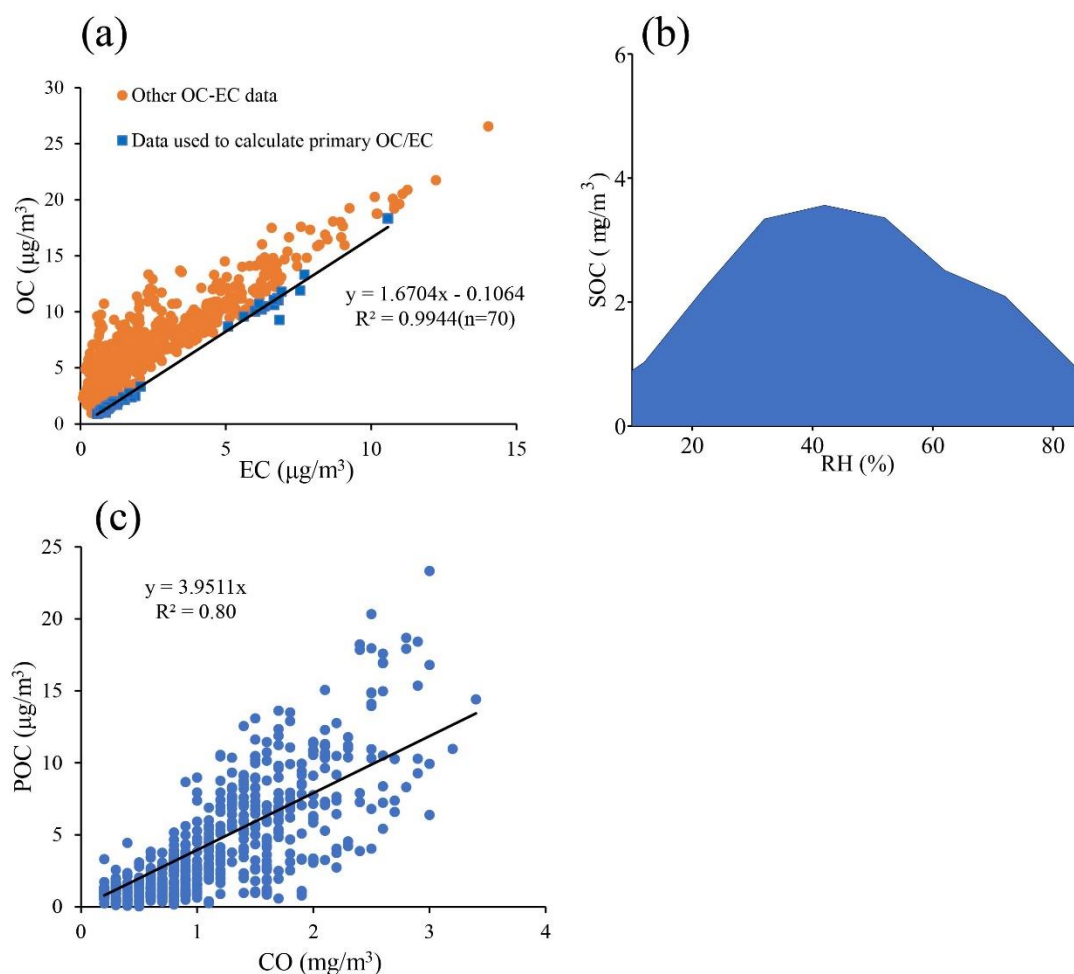 (a)
30
25
20
15
10
5
0
OC (μg/m³)
Other OC-EC data
Data used to calculate primary OC/EC
y = 1.6704x - 0.1064
R² = 0.9944(n=70)
0
5
10
15
EC (μg/m³)
(b)
6
4
2
0
SOC ( mg/m³)
20
40
60
80
RH (%)
(c)
25
20
15
10
5
0
POC (μg/m³)
y = 3.9511x
R² = 0.80
0
1
2
3
4
CO (mg/m³)